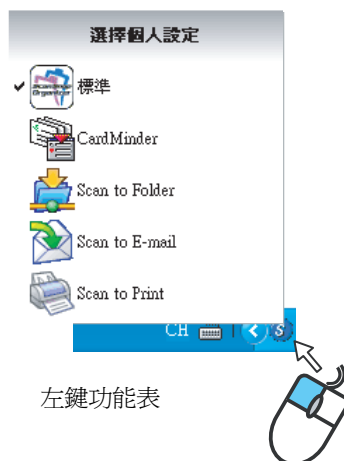 選擇個人設定
標準
CardMinder
Scan to Folder
Scan to E-mail
Scan to Print
CH
S
左鍵功能表